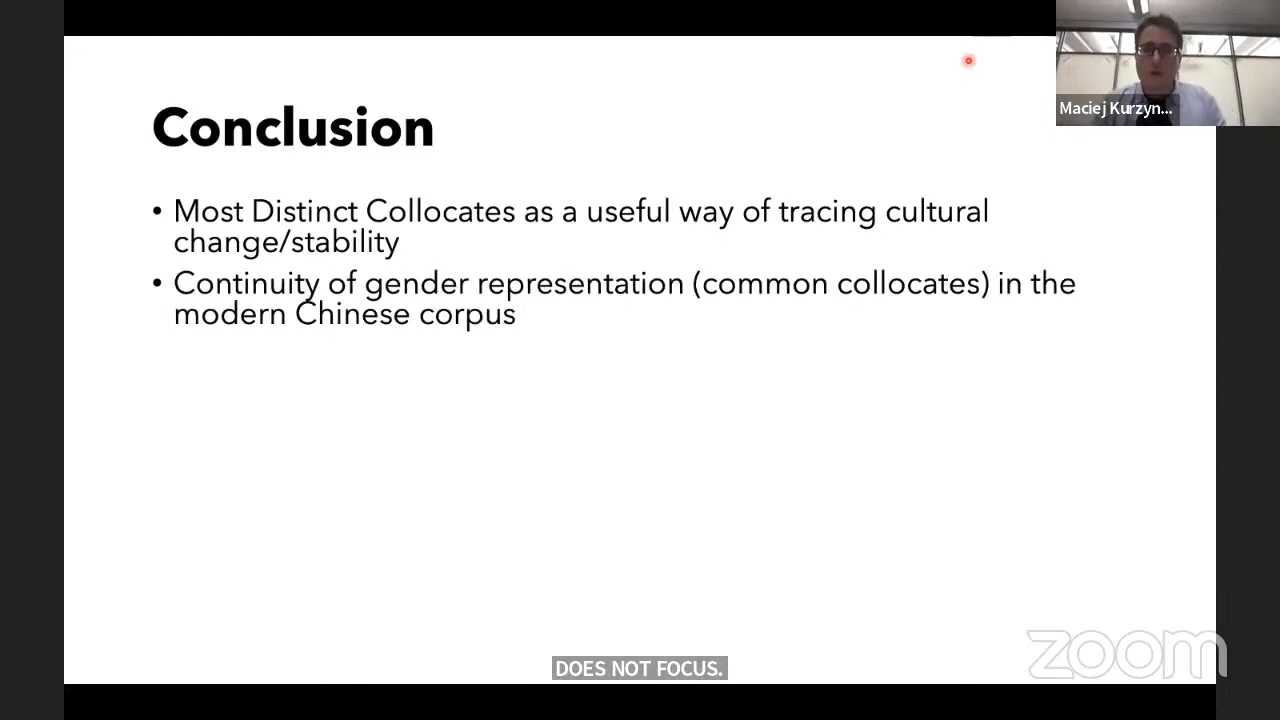 Conclusion
• Most Distinct Collocates as a useful way of tracing cultural
change/stability
• Continuity of gender representation (common collocates) in the
modern Chinese corpus
Maciej Kurzyn...
DOES NOT FOCUS.
zoom